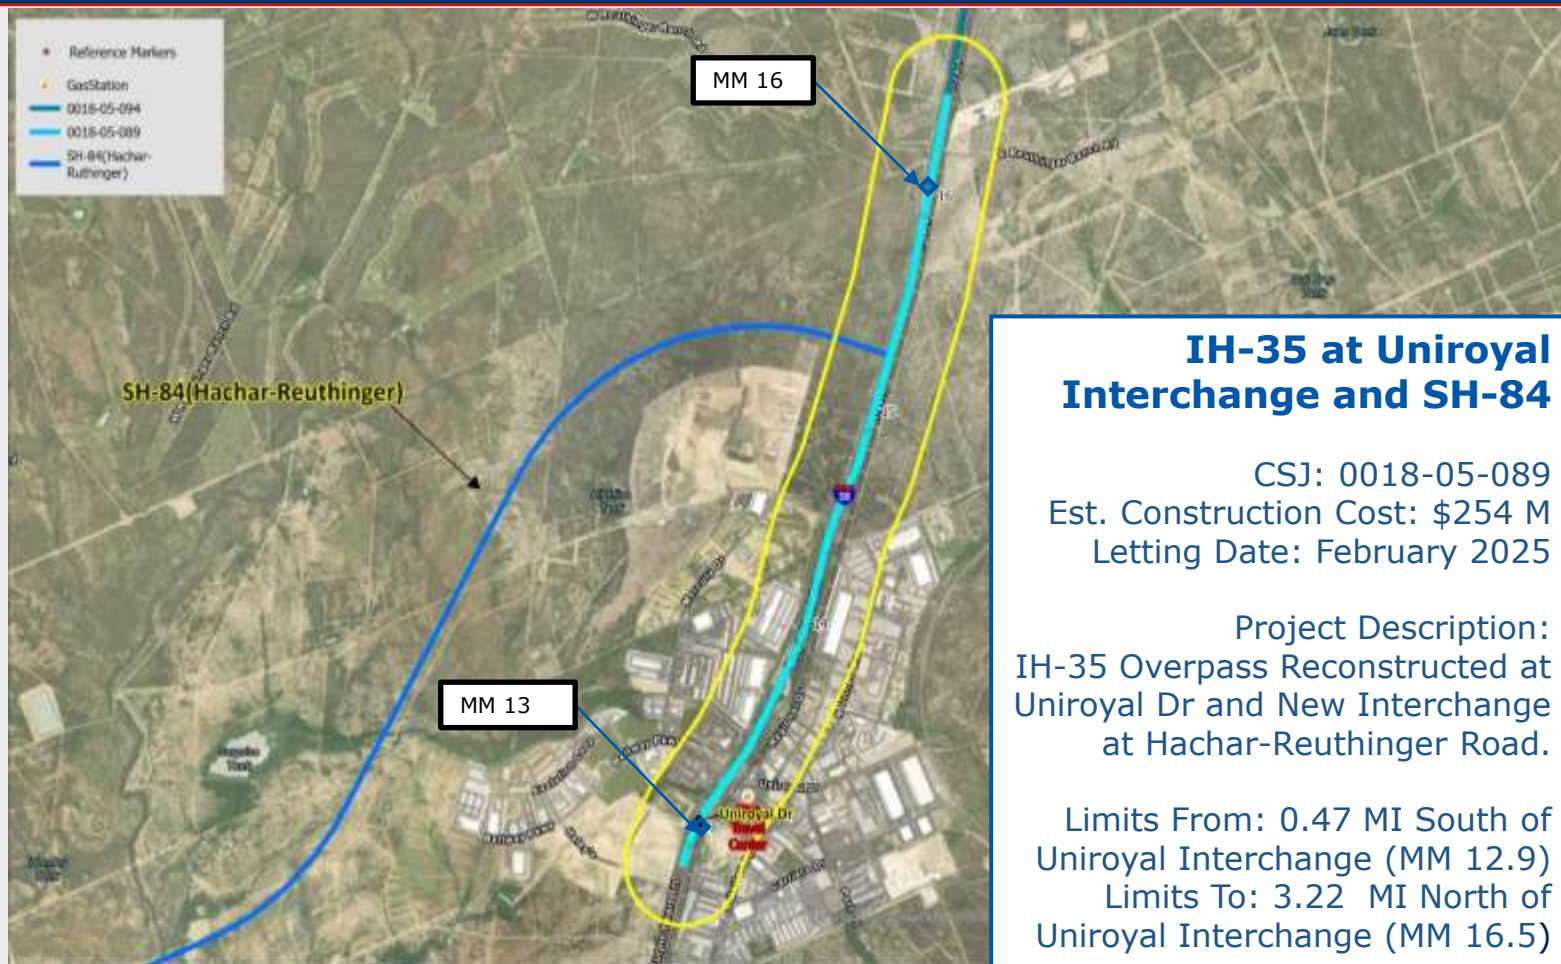 Reference Markers
GasStation
0018-05-094
0018-05-089
SH-84(Hachar-
Ruthinger)
MM 16
16
SH-84(Hachar-Reuthinger)
MM 13
Uniroyal Dr
Travel
Center
IH-35 at Uniroyal
Interchange and SH-84
CSJ: 0018-05-089
Est. Construction Cost: $254 M
Letting Date: February 2025
Project Description:
IH-35 Overpass Reconstructed at
Uniroyal Dr and New Interchange
at Hachar-Reuthinger Road.
Limits From: 0.47 MI South of
Uniroyal Interchange (MM 12.9)
Limits To: 3.22 MI North of
Uniroyal Interchange (MM 16.5)